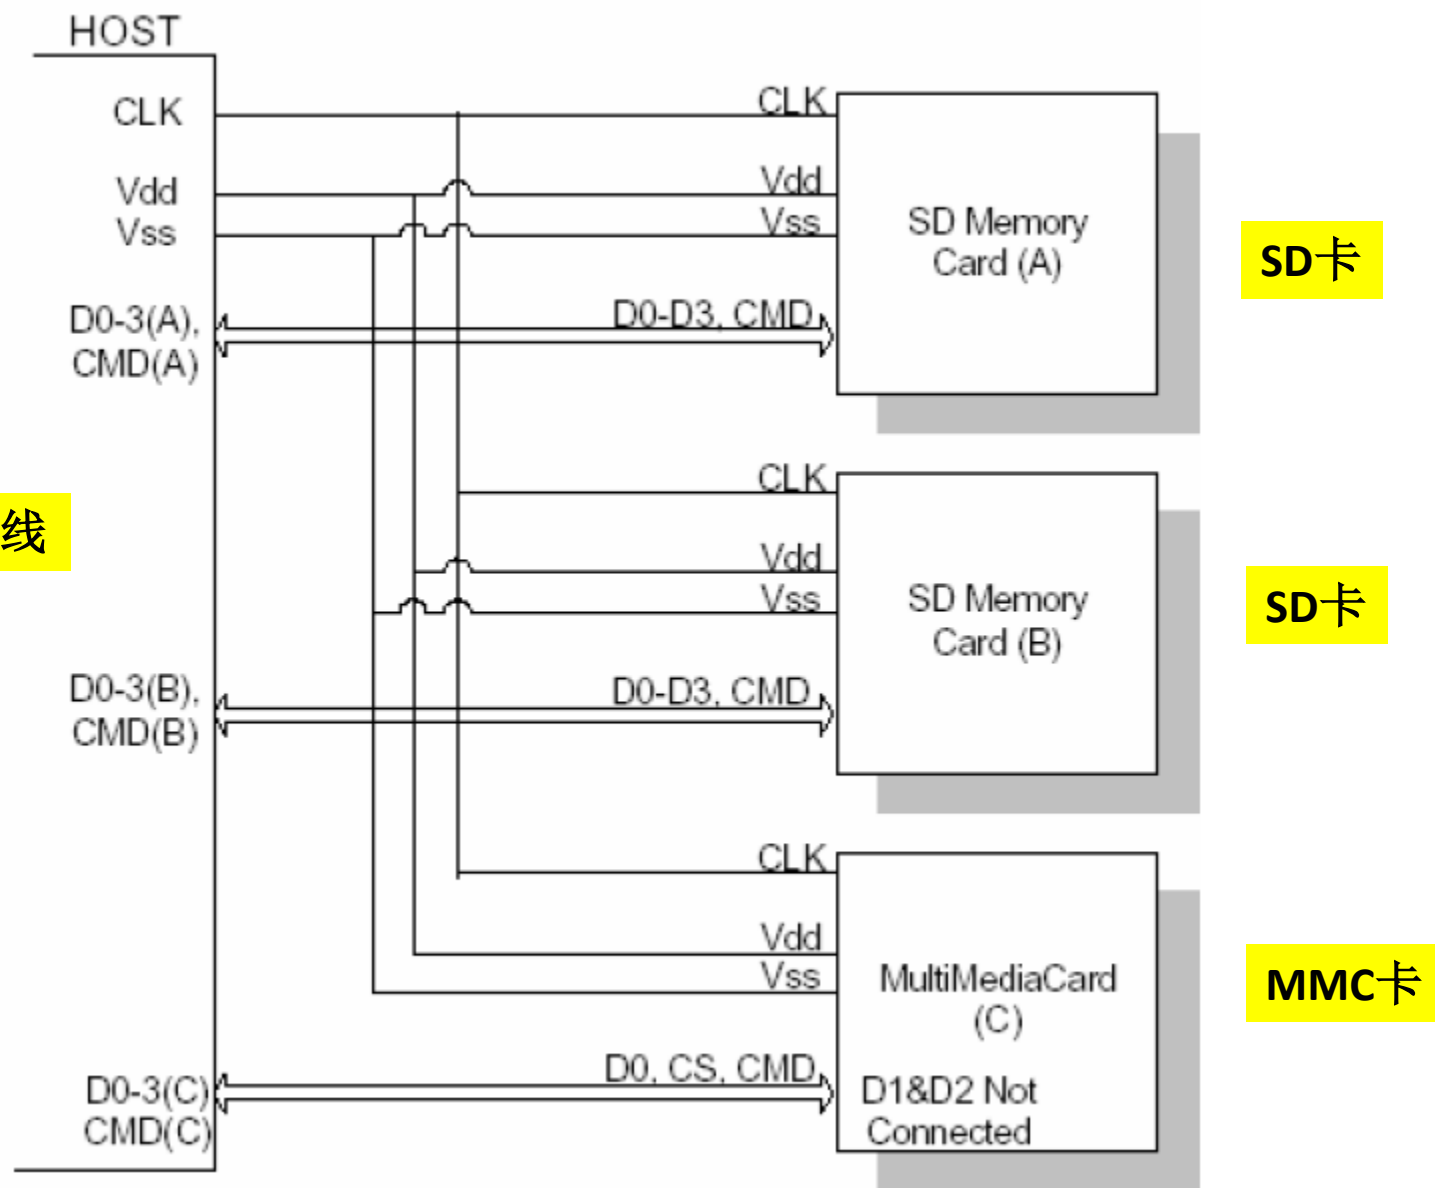 HOST
CLK
CLK
Vdd
Vdd
Vss
Vss
SD Memory
Card (A)
SD卡
D0-3(A),
CMD(A)
D0-D3, CMD
CLK
线
Vdd
Vss
SD Memory
Card (B)
SD卡
D0-3(B),
CMD(B)
D0-D3, CMD
CLK
Vdd
Vss
MultiMediaCard
(C)
MMC卡
D0-3(C)
CMD(C)
D0, CS, CMD
D1&D2 Not
Connected